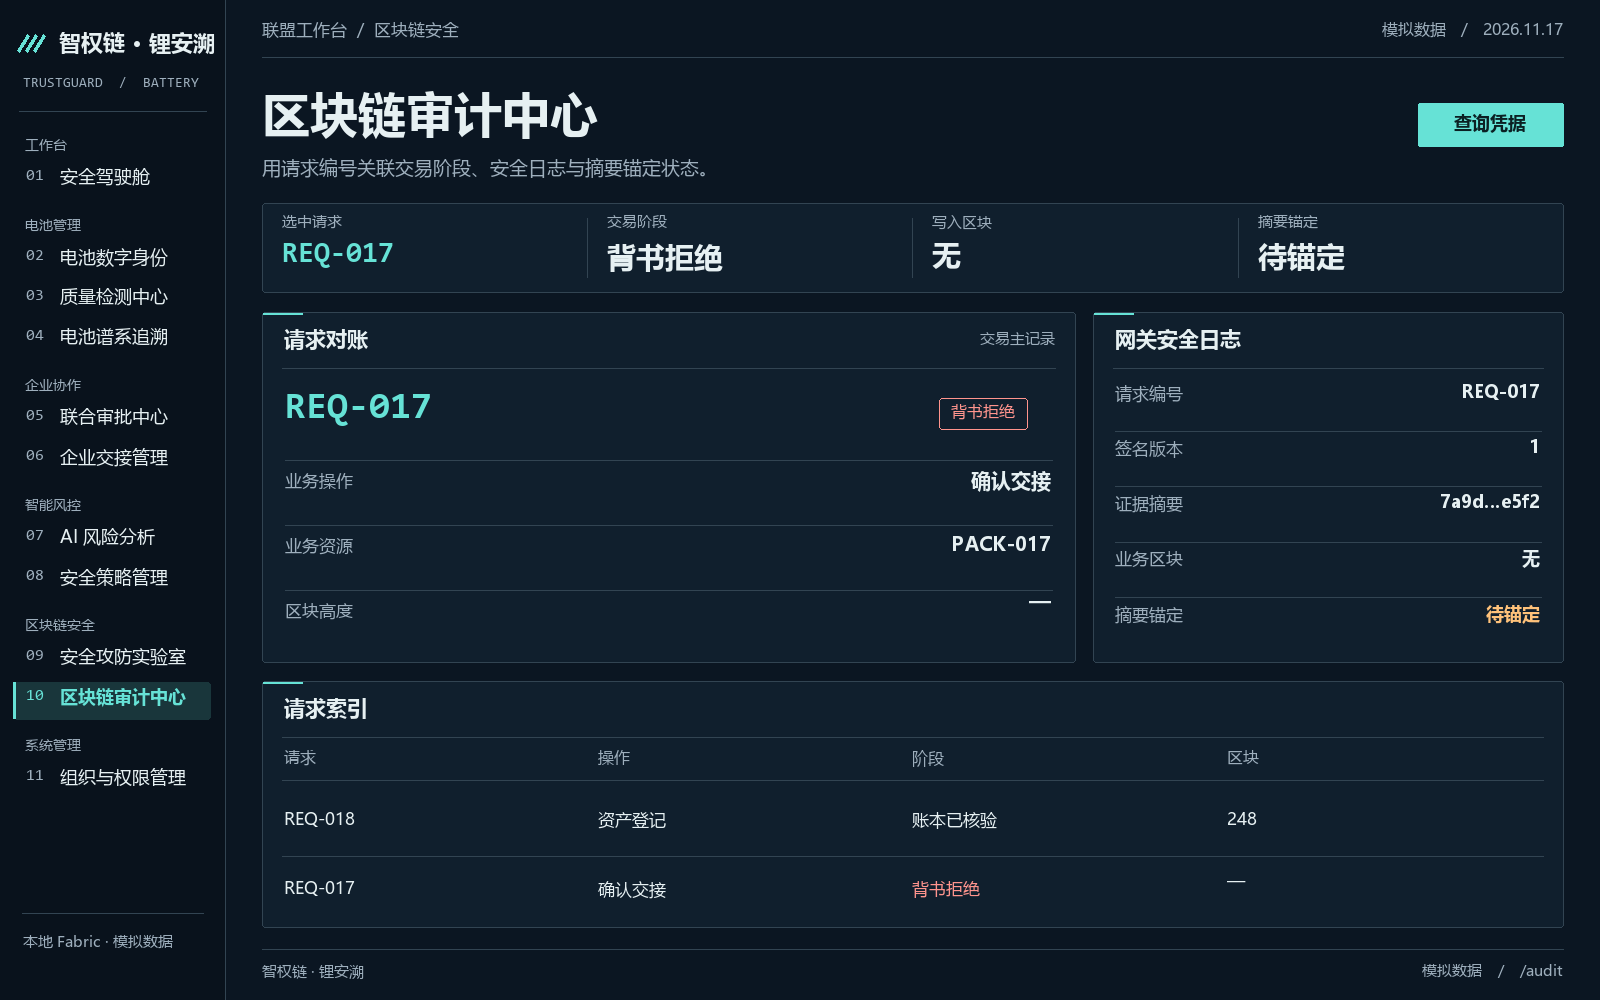 智权链·锂安溯
TRUSTGUARD / BATTERY
工作台
01 安全驾驶舱
电池管理
02 电池数字身份
03 质量检测中心
04 电池谱系追溯
企业协作
05 联合审批中心
06 企业交接管理
智能风控
07 AI 风险分析
08 安全策略管理
区块链安全
09 安全攻防实验室
10 区块链审计中心
系统管理
11 组织与权限管理
本地 Fabric · 模拟数据
联盟工作台 / 区块链安全
模拟数据 / 2026.11.17
区块链审计中心
用请求编号关联交易阶段、安全日志与摘要锚定状态。
查询凭据
选中请求
REQ-017
交易阶段
背书拒绝
写入区块
无
摘要锚定
待锚定
请求对账
交易主记录
REQ-017
背书拒绝
业务操作 确认交接
业务资源 PACK-017
区块高度 —
网关安全日志
请求编号 REQ-017
签名版本 1
证据摘要 7a9d...e5f2
业务区块 无
摘要锚定 待锚定
请求索引
请求 操作 阶段 区块
REQ-018 资产登记 账本已核验 248
REQ-017 确认交接 背书拒绝 —
智权链 · 锂安溯
模拟数据 / /audit